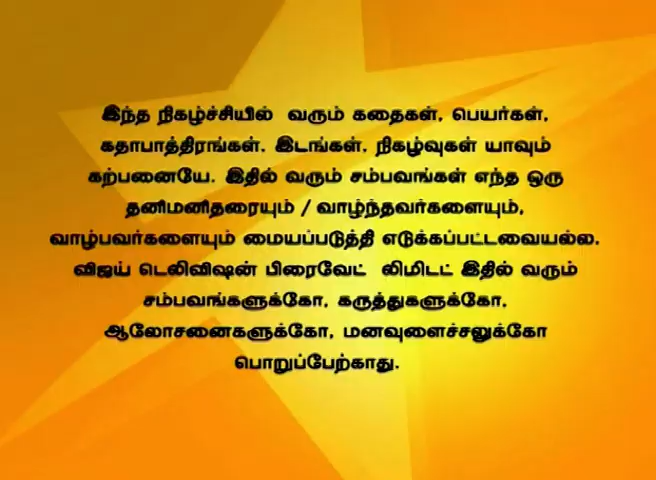 இந்த நிகழ்ச்சியில் வரும் கதைகள், பெயர்கள்,
கதாபாத்திரங்கள். இடங்கள். நிகழ்வுகள் யாவும்
கற்பனையே. இதில் வரும் சம்பவங்கள் எந்த ஒரு
தனிமனிதரையும் / வாழ்ந்தவர்களையும்,
வாழ்பவர்களையும் மையப்படுத்தி எடுக்கப்பட்டவையல்ல.
விஜய் டெலிவிஷன் பிரைவேட் லிமிடட் இதில் வரும்
சம்பவங்களுக்கோ, கருத்துகளுக்கோ,
ஆலோசனைகளுக்கோ, மனவுளைச்சலுக்கோ
பொறுப்பேற்காது.